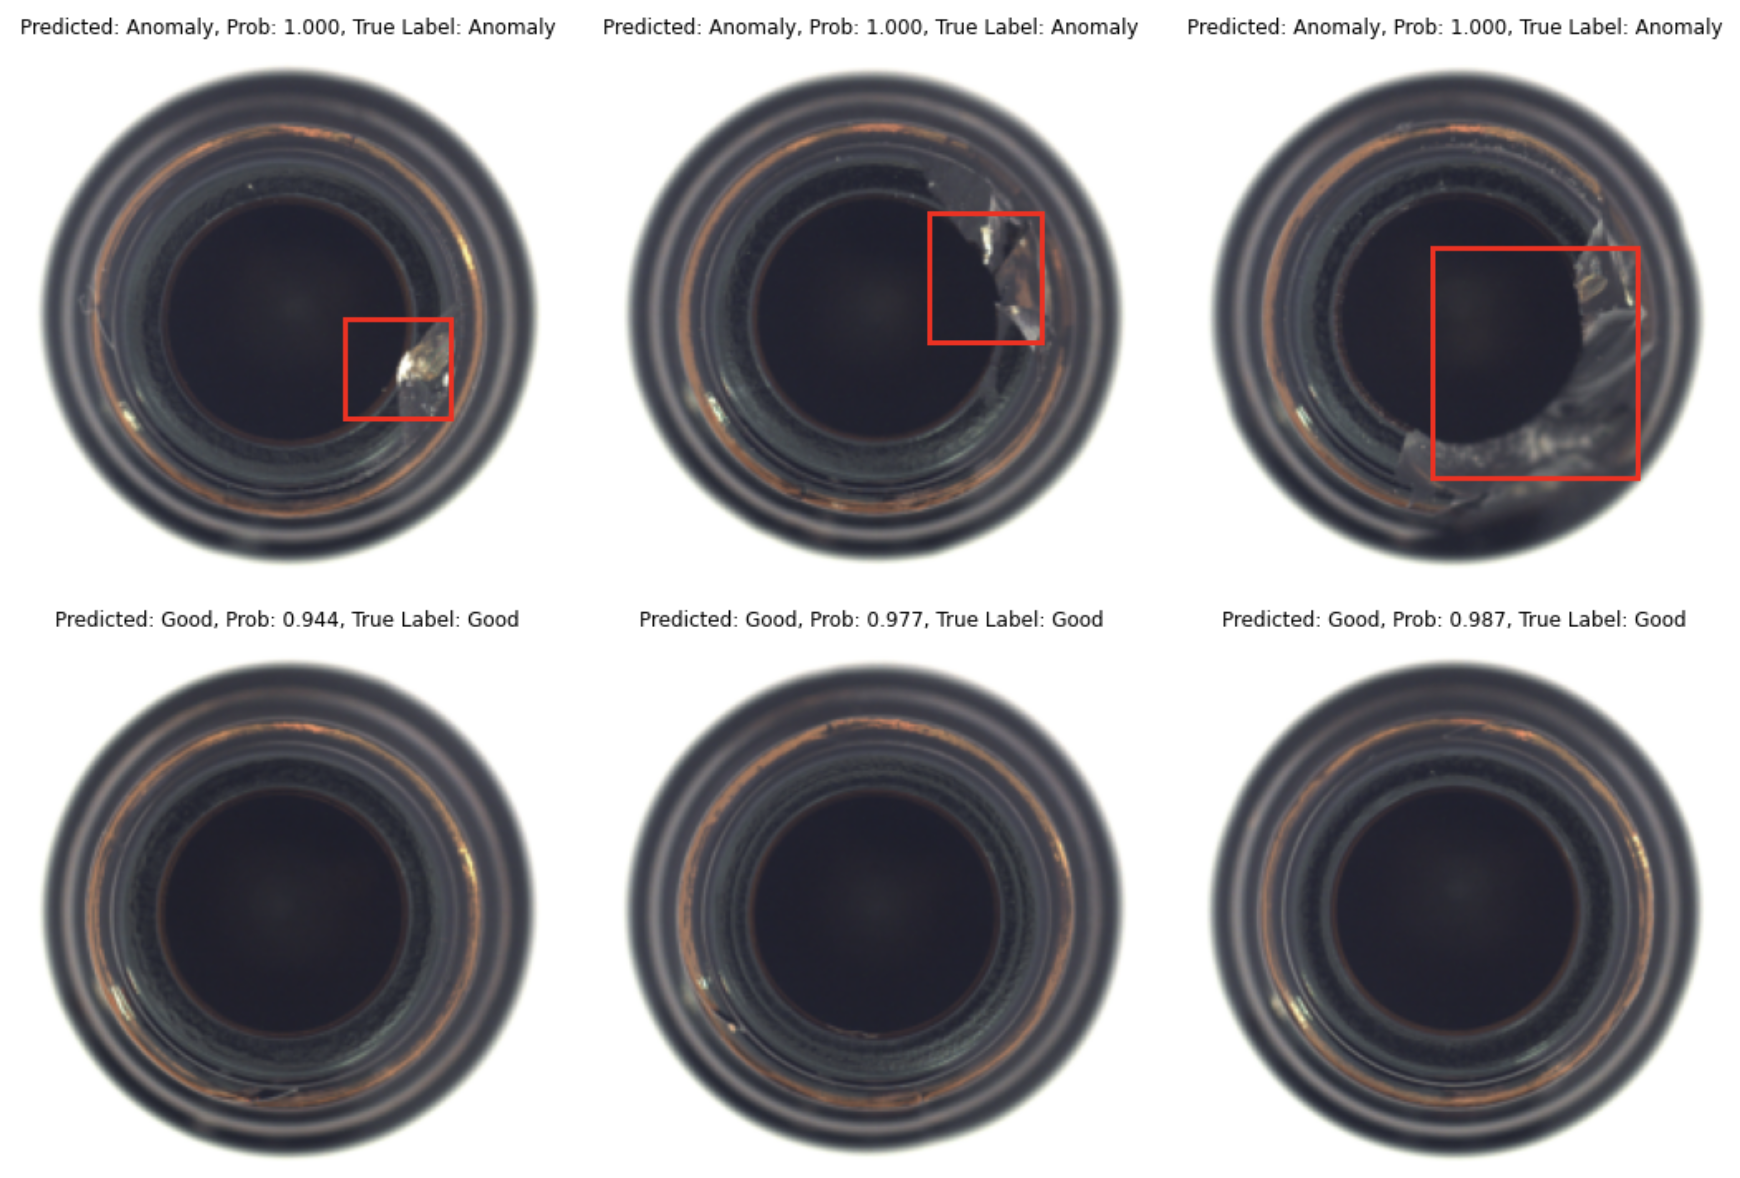 Predicted: Anomaly, Prob: 1.000, True Label: Anomaly
Predicted: Anomaly, Prob: 1.000, True Label: Anomaly
Predicted: Anomaly, Prob: 1.000, True Label: Anomaly
Predicted: Good, Prob: 0.944, True Label: Good
Predicted: Good, Prob: 0.977, True Label: Good
Predicted: Good, Prob: 0.987, True Label: Good